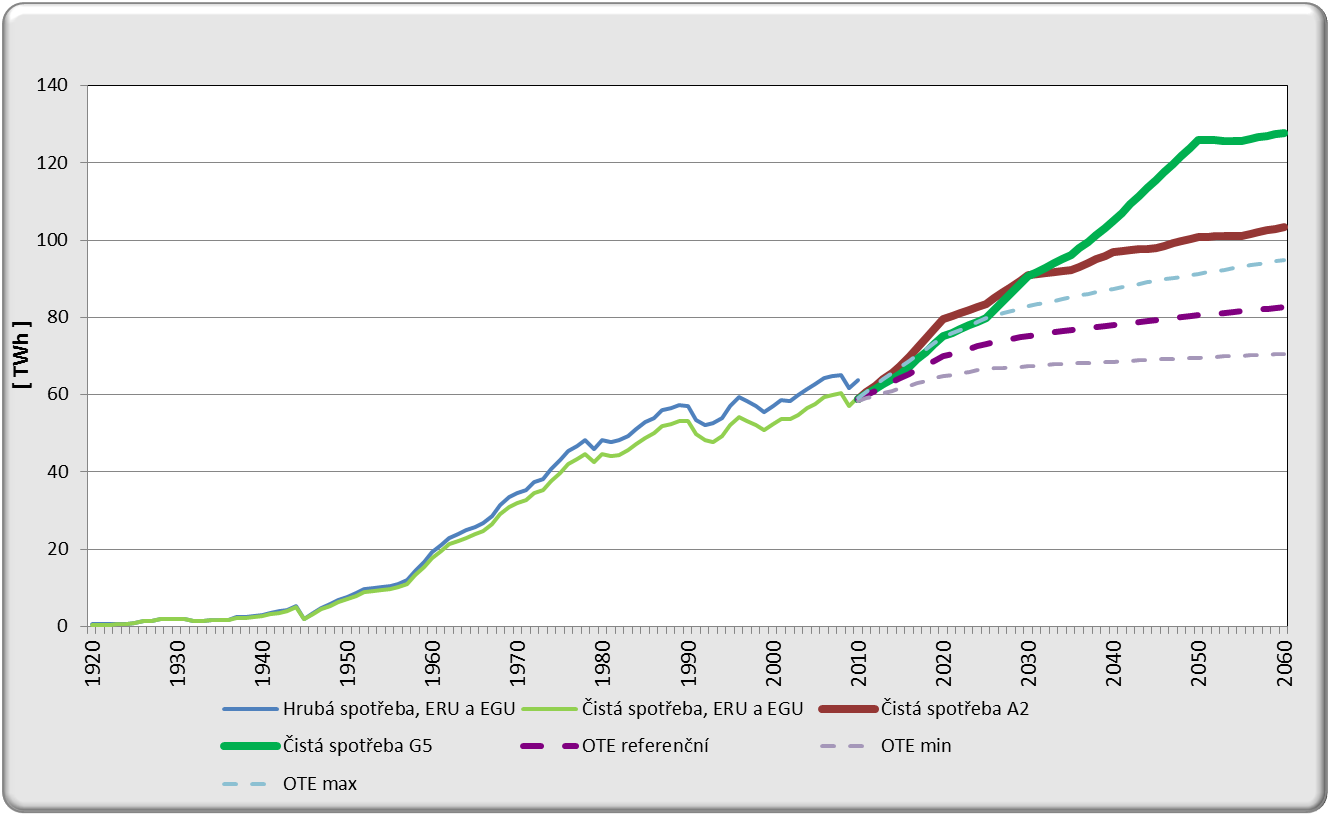 140
120
100
80
60
40
20
0
[ TWh ]
1920 1930 1940 1950 1960 1970 1980 1990 2000 2010 2020 2030 2040 2050 2060
Hrubá spotřeba, ERU a EGU Čistá spotřeba, ERU a EGU Čistá spotřeba A2
Čistá spotřeba G5 OTE referenční OTE min
OTE max